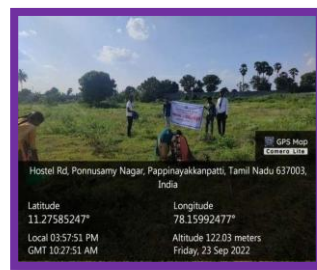 GPS Map
Camera Lite
Hostel Rd, Ponnusamy Nagar, Pappinayakkanpatti, Tamil Nadu 637003,
India
Latitude
11.27585247°
Longitude
78.15992477°
Local 03:57:51 PM
GMT 10:27:51 AM
Altitude 122.03 meters
Friday, 23 Sep 2022